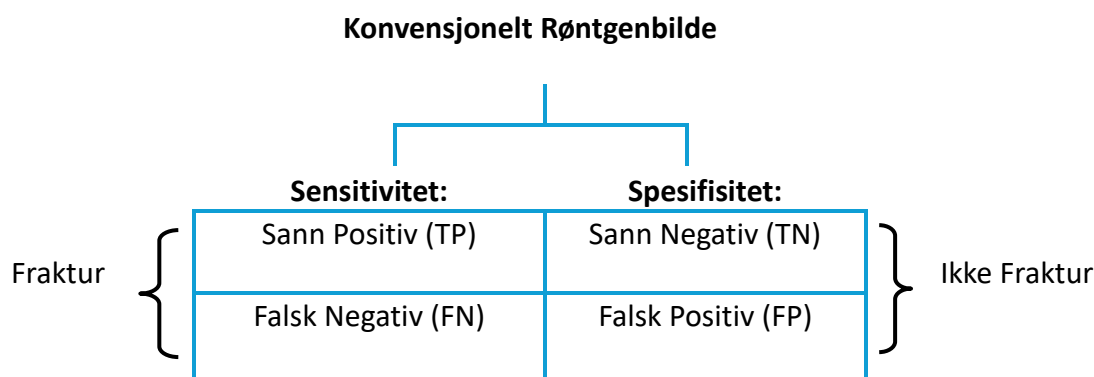 Konvensjonelt Røntgenbilde
Sensitivitet: Spesifisitet:
Sann Positiv (TP) Sann Negativ (TN)
Fraktur Ikke Fraktur
Falsk Negativ (FN) Falsk Positiv (FP)